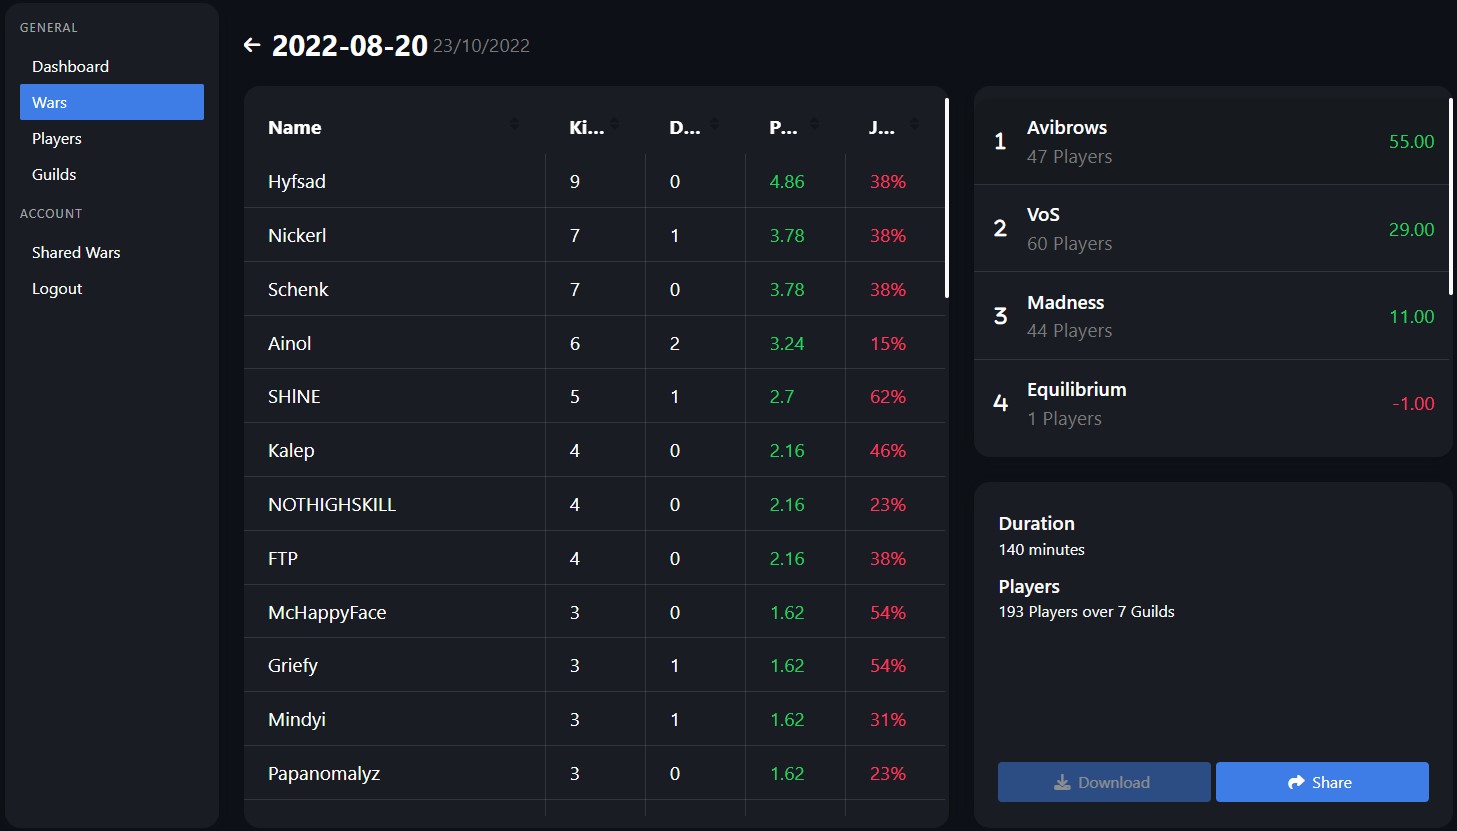 GENERAL
Dashboard
Wars
Players
Guilds
ACCOUNT
Shared Wars
Logout
2022-08-20 23/10/2022
Name Ki... D... P... J...
Hyfsad 9 0 4.86 38%
Nickerl 7 1 3.78 38%
Schenk 7 0 3.78 38%
Ainol 6 2 3.24 15%
SHlNE 5 1 2.7 62%
Kalep 4 0 2.16 46%
NOTHIGHSKILL 4 0 2.16 23%
FTP 4 0 2.16 38%
McHappyFace 3 0 1.62 54%
Griefy 3 1 1.62 54%
Mindyi 3 1 1.62 31%
Papanomalyz 3 0 1.62 23%
1 Avibrows 55.00
47 Players
2 VoS 29.00
60 Players
3 Madness 11.00
44 Players
4 Equilibrium -1.00
1 Players
Duration
140 minutes
Players
193 Players over 7 Guilds
Download
Share